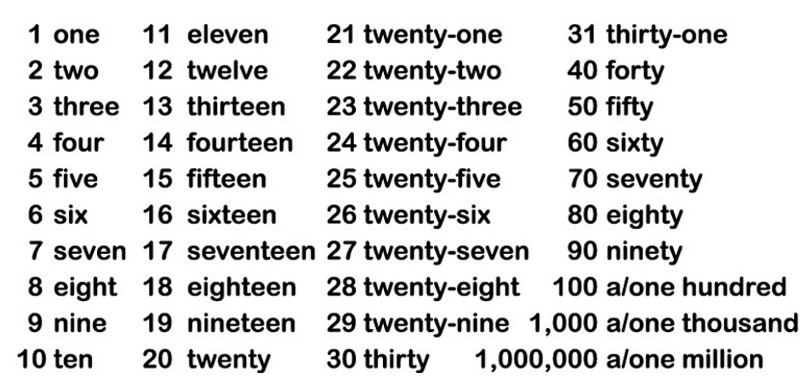 1 one 11 eleven 21 twenty-one 31 thirty-one
2 two 12 twelve 22 twenty-two 40 forty
3 three 13 thirteen 23 twenty-three 50 fifty
4 four 14 fourteen 24 twenty-four 60 sixty
5 five 15 fifteen 25 twenty-five 70 seventy
6 six 16 sixteen 26 twenty-six 80 eighty
7 seven 17 seventeen 27 twenty-seven 90 ninety
8 eight 18 eighteen 28 twenty-eight 100 a/one hundred
9 nine 19 nineteen 29 twenty-nine 1,000 a/one thousand
10 ten 20 twenty 30 thirty 1,000,000 a/one million